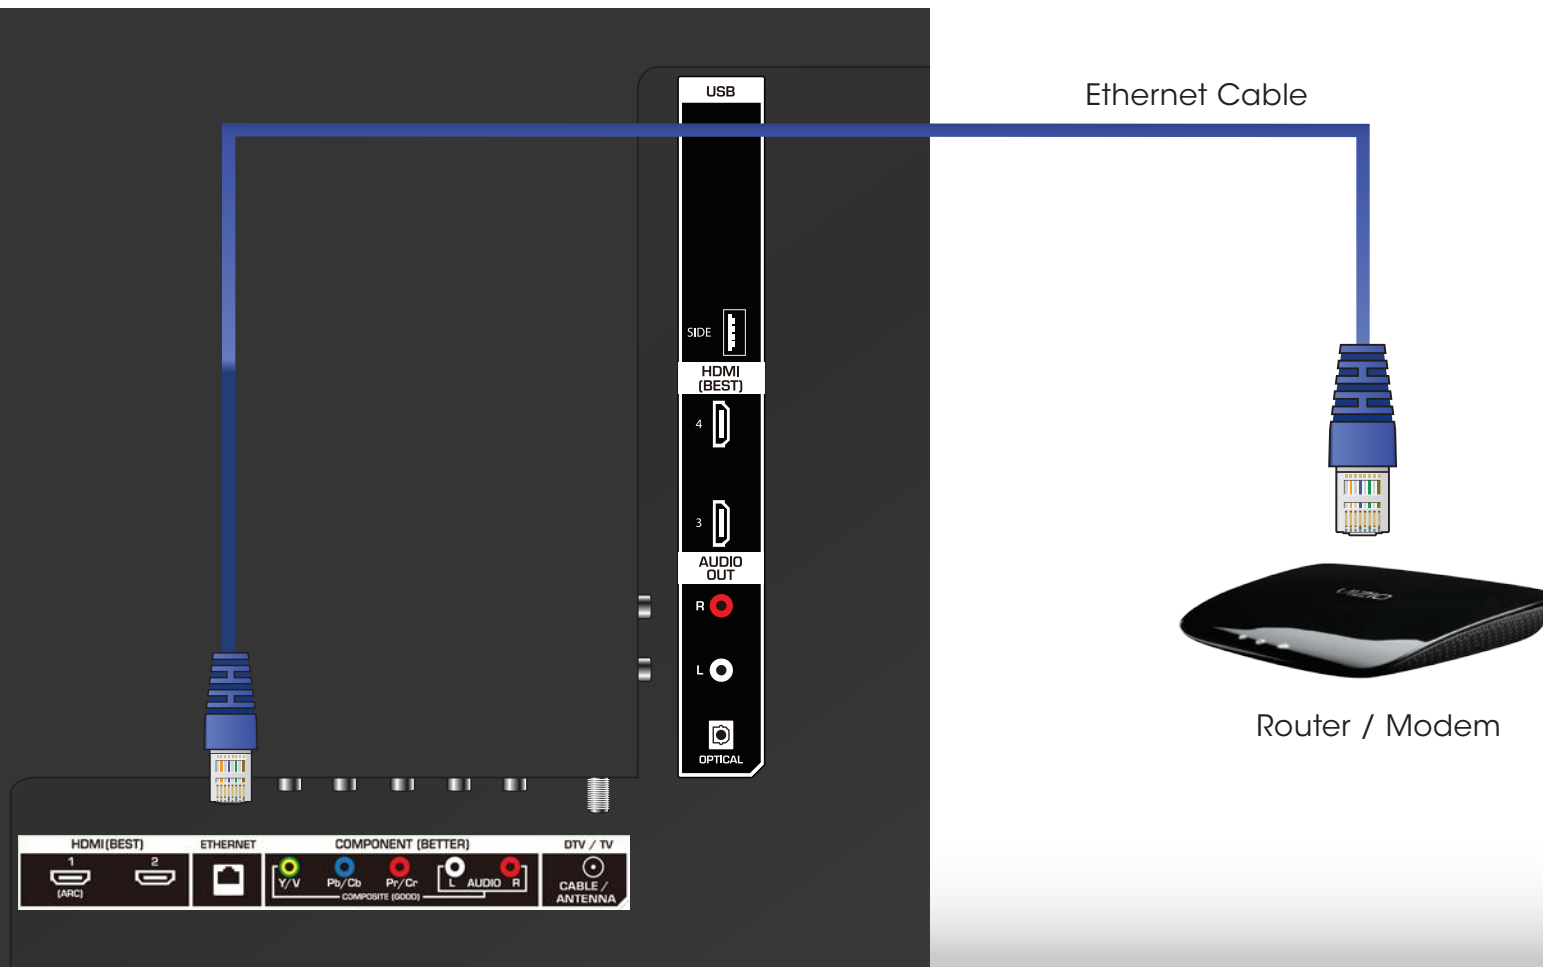 USB
Ethernet Cable
SIDE
HDMI
(BEST)
4
3
AUDIO
OUT
R
L
OPTICAL
VIZIO
Router / Modem
HDMI(BEST)
1
2
(ARC)
ETHERNET
COMPONENT (BETTER)
Y/V
Pb/Cb
Pr/Cr
L AUDIO R
COMPOSITE (GOOD)
DTV / TV
CABLE /
ANTENNA